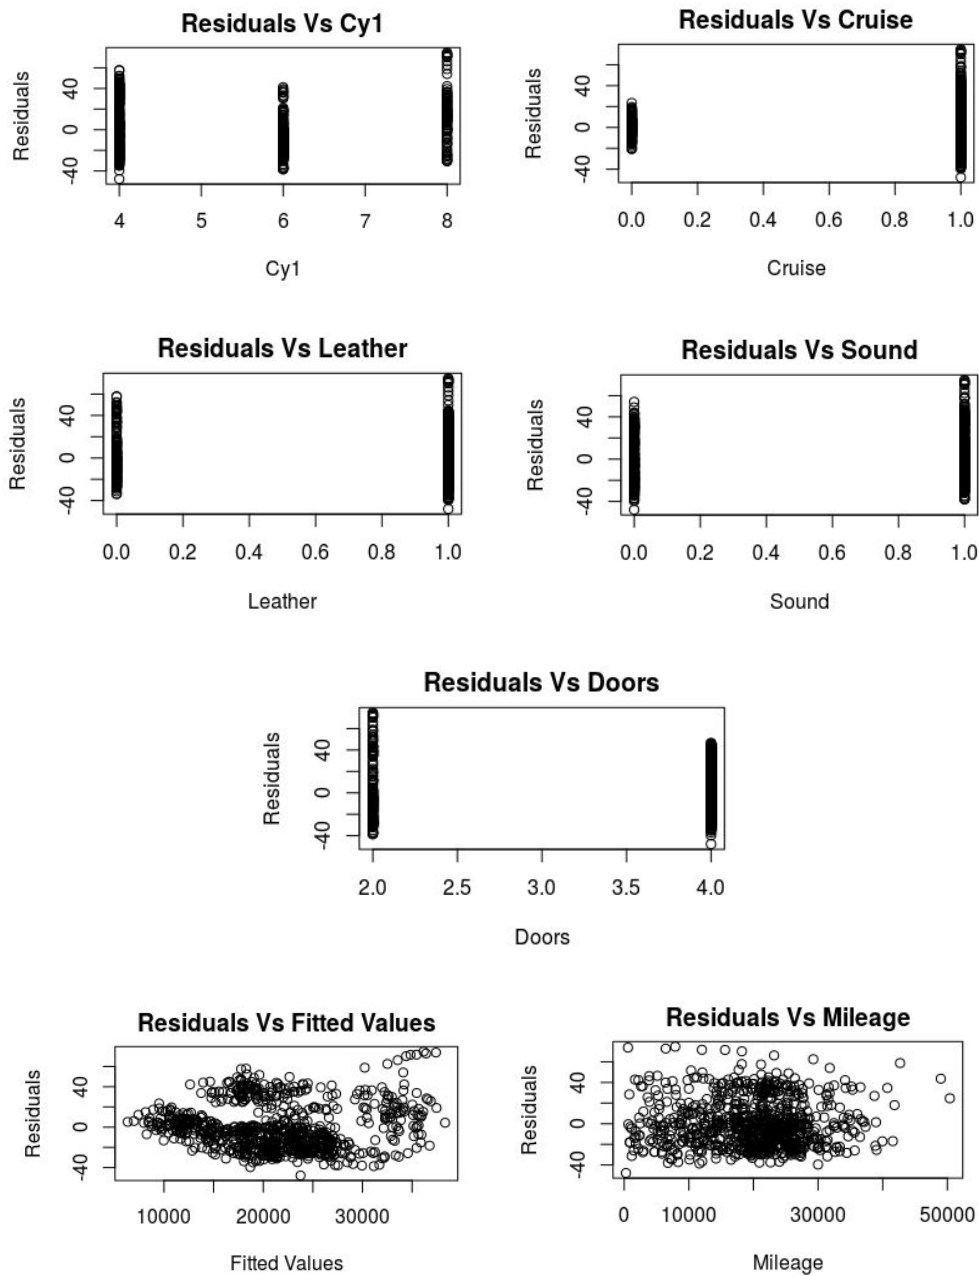 Residuals Vs Cy1
Residuals
40
0
-40
4 5 6 7 8
Cy1
Residuals Vs Cruise
Residuals
40
0
-40
0.0 0.2 0.4 0.6 0.8 1.0
Cruise
Residuals Vs Leather
Residuals
40
0
-40
0.0 0.2 0.4 0.6 0.8 1.0
Leather
Residuals Vs Sound
Residuals
40
0
-40
0.0 0.2 0.4 0.6 0.8 1.0
Sound
Residuals Vs Doors
Residuals
40
0
-40
2.0 2.5 3.0 3.5 4.0
Doors
Residuals Vs Fitted Values
Residuals
40
0
-40
10000 20000 30000
Fitted Values
Residuals Vs Mileage
Residuals
40
0
-40
0 10000 30000 50000
Mileage